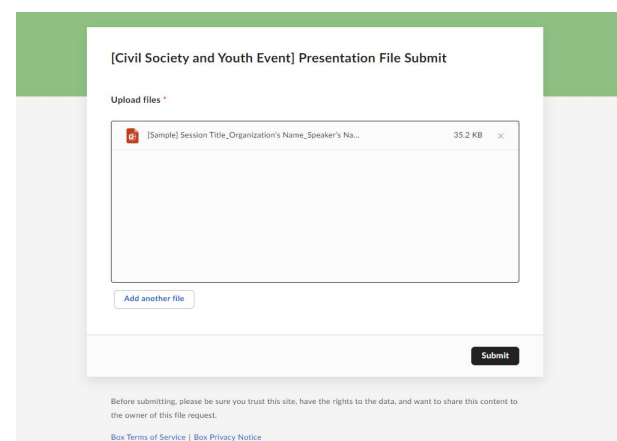 [Civil Society and Youth Event] Presentation File Submit
Upload files *
[Sample] Session Title_Organization's Name_Speaker's Na... 35.2 KB ×
Add another file
Submit
Before submitting, please be sure you trust this site, have the rights to the data, and want to share this content to
the owner of this file request.
Box Terms of Service | Box Privacy Notice